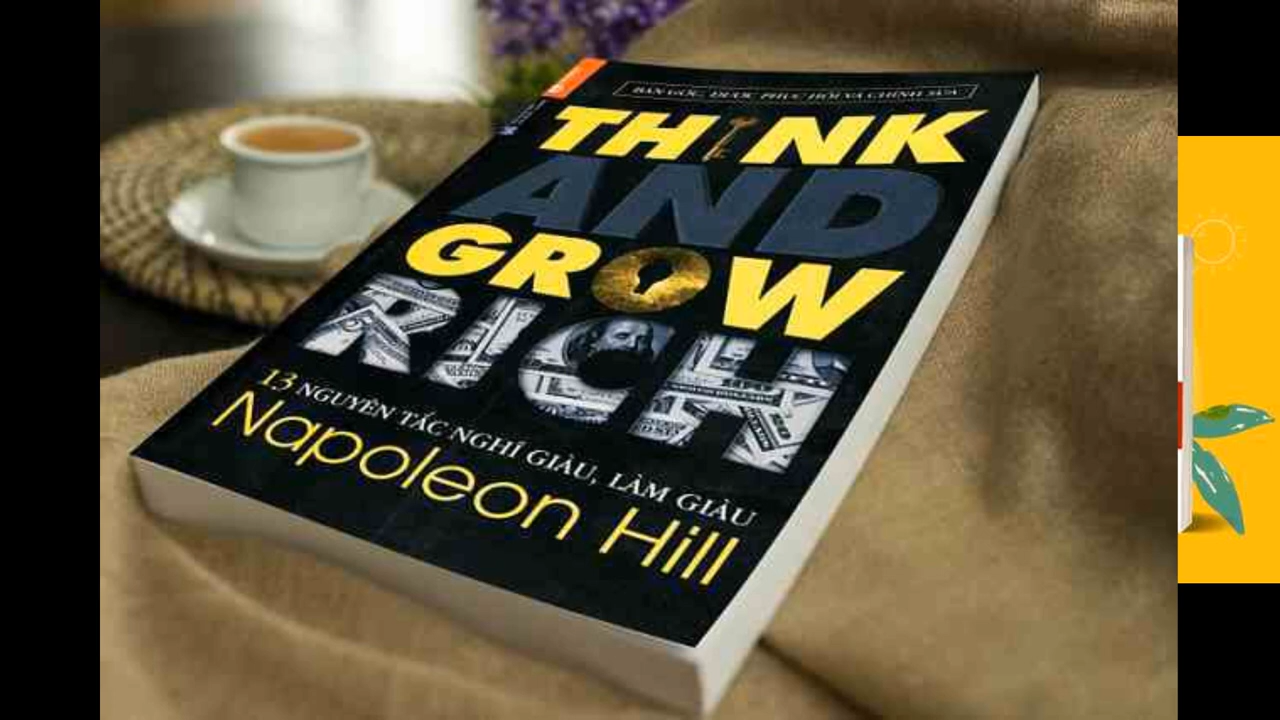 BẢN GỐC, ĐƯỢC PHỤC HỒI VÀ CHỈNH SỬA
THINK
AND
GROW
RICH
13 NGUYÊN TẮC NGHĨ GIÀU, LÀM GIÀU
Napoleon Hill